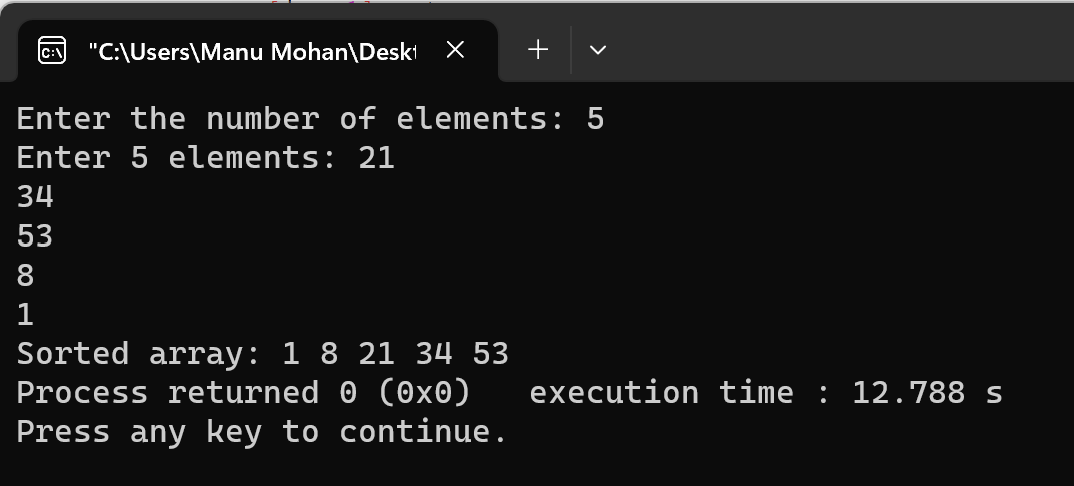 "C:\Users\Manu Mohan\Deskt
Enter the number of elements: 5
Enter 5 elements: 21
34
53
8
1
Sorted array: 1 8 21 34 53
Process returned 0 (0x0)   execution time : 12.788 s
Press any key to continue.